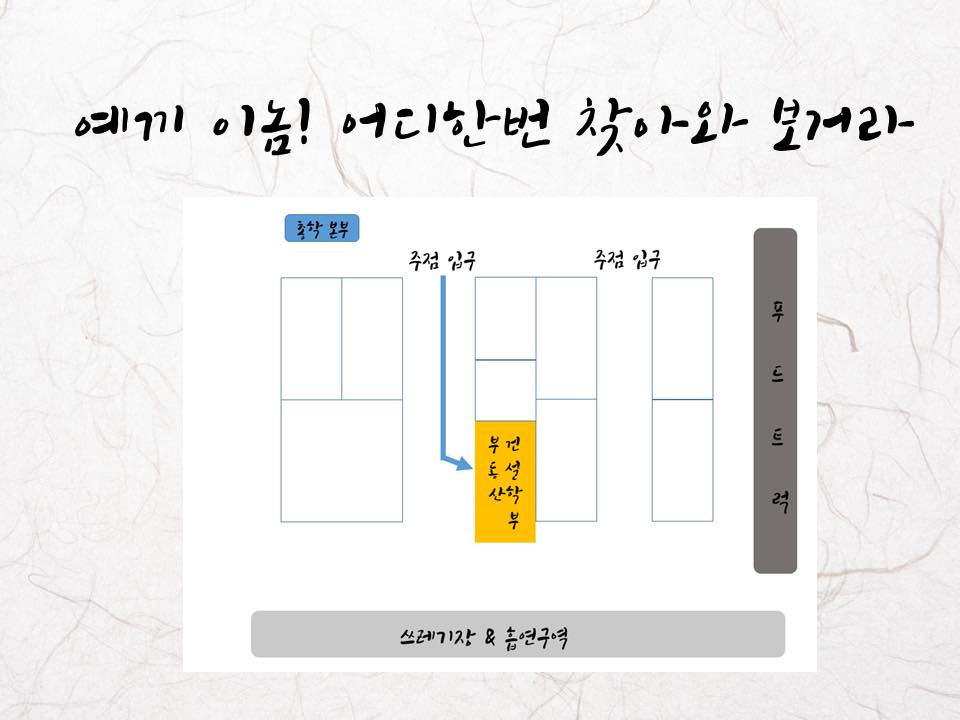 예끼 이놈! 어디한번 찾아와 보거라
총학 본부
주점 입구
주점 입구
푸드트럭
건설학부
부동산
쓰레기장 & 흡연구역